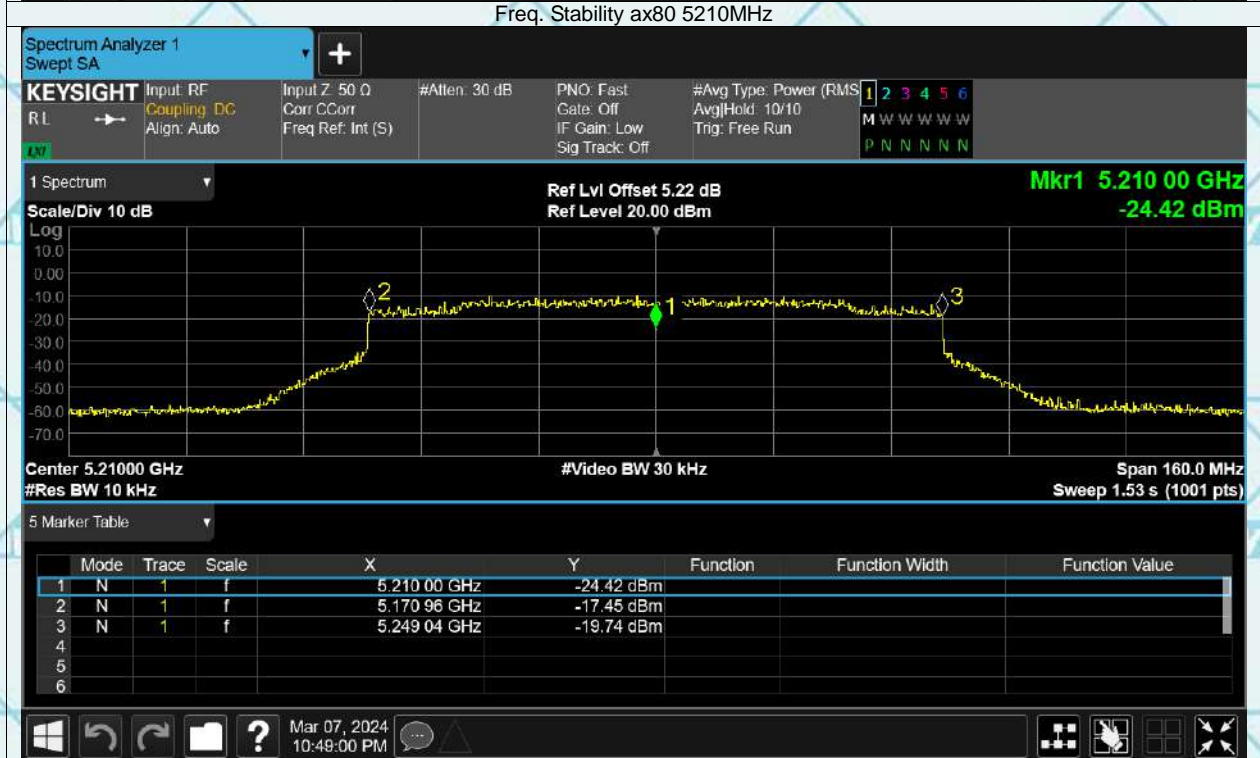 Freq. Stability ax80 5210MHz
Spectrum Analyzer 1
Swept SA
+
KEYSIGHT Input: RF Input Z: 50 Ω #Atten: 30 dB PNO: Fast #Avg Type: Power (RMS 1 2 3 4 5 6
RL Coupling: DC Corr CCorr Gate: Off Avg|Hold: 10/10 M W W W W W
Align: Auto Freq Ref: Int (S) IF Gain: Low Trig: Free Run
LXI Sig Track: Off P N N N N N
1 Spectrum Ref Lvl Offset 5.22 dB Mkr1 5.210 00 GHz
Scale/Div 10 dB Ref Level 20.00 dBm -24.42 dBm
Log
10.0
0.00
-10.0 2 3
-20.0 1
-30.0
-40.0
-50.0
-60.0
-70.0
Center 5.21000 GHz #Video BW 30 kHz Span 160.0 MHz
#Res BW 10 kHz Sweep 1.53 s (1001 pts)
5 Marker Table
Mode Trace Scale X Y Function Function Width Function Value
1 N 1 f 5.210 00 GHz -24.42 dBm
2 N 1 f 5.170 96 GHz -17.45 dBm
3 N 1 f 5.249 04 GHz -19.74 dBm
4
5
6
? Mar 07, 2024
10:49:00 PM